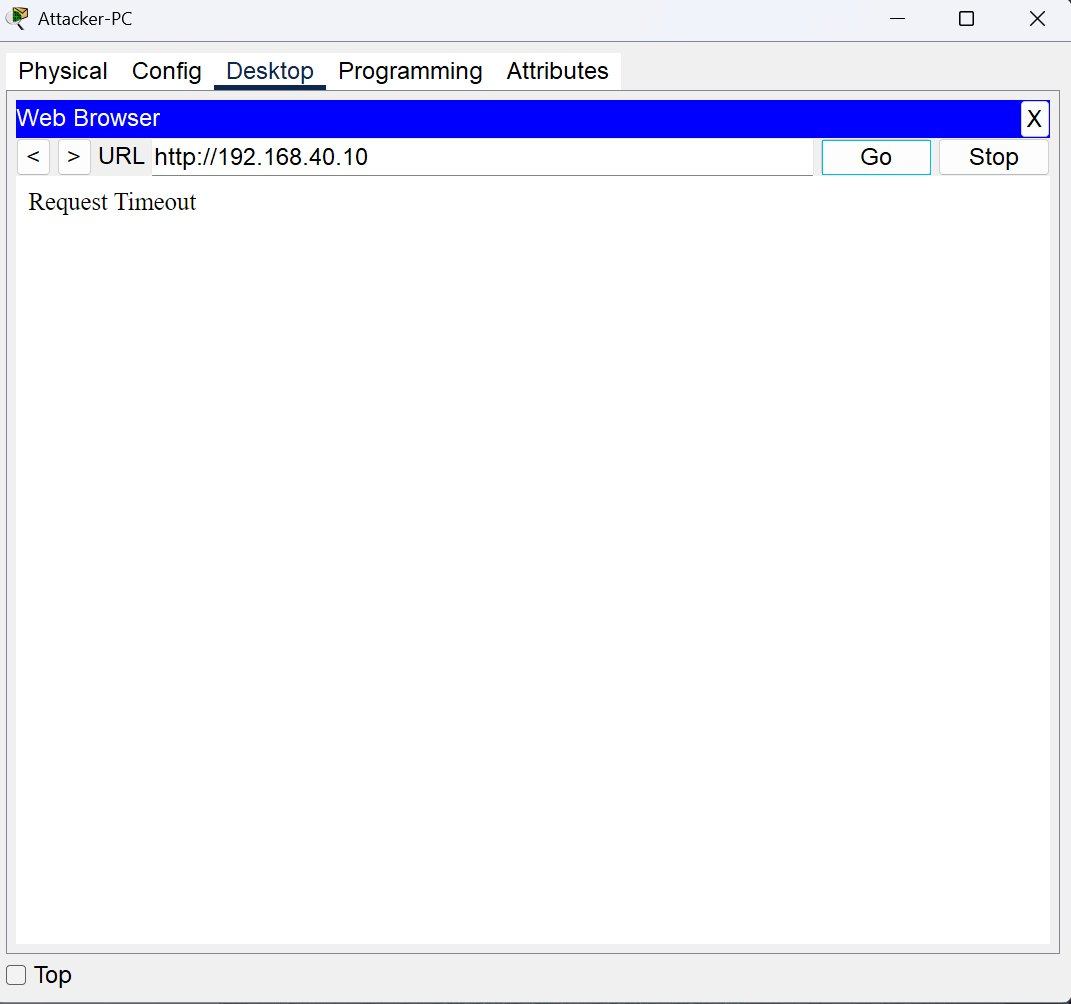 Attacker-PC
Physical Config Desktop Programming Attributes
Web Browser X
< > URL http://192.168.40.10 Go Stop
Request Timeout
Top